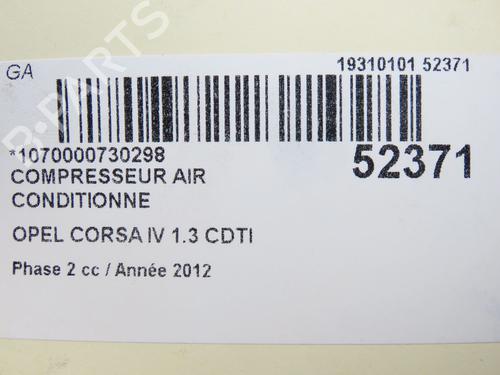 GA
19310101 52371
B-PARTS
*1070000730298
52371
COMPRESSEUR AIR
CONDITIONNE
OPEL CORSA IV 1.3 CDTI
Phase 2 cc / Année 2012